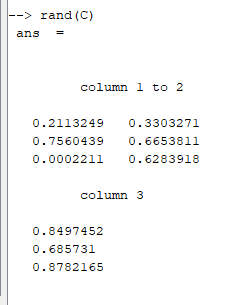 --> rand(C)
ans  =
column 1 to 2
0.2113249   0.3303271
0.7560439   0.6653811
0.0002211   0.6283918
column 3
0.8497452
0.685731
0.8782165